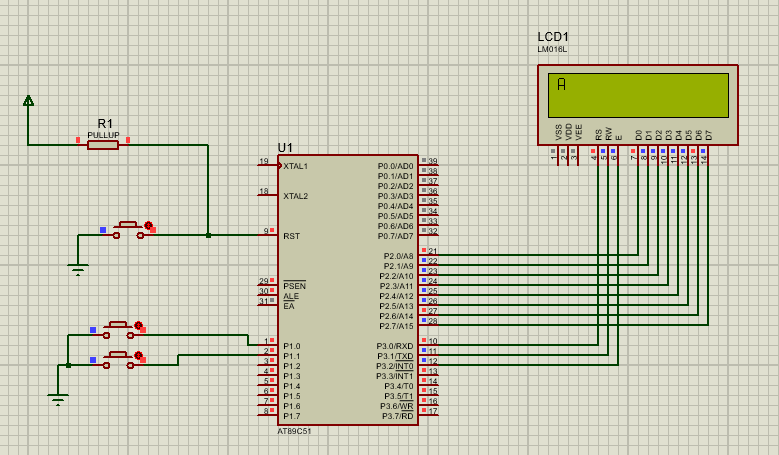 LCD1
LM016L
A
VSS
VDD
VEE
RS
RW
E
D0
D1
D2
D3
D4
D5
D6
D7
1
2
3
4
5
6
7
8
9
10
11
12
13
14
R1
PULLUP
U1
19 XTAL1 P0.0/AD0 39
P0.1/AD1 38
P0.2/AD2 37
18 XTAL2 P0.3/AD3 36
P0.4/AD4 35
P0.5/AD5 34
P0.6/AD6 33
9 RST P0.7/AD7 32
P2.0/A8 21
P2.1/A9 22
P2.2/A10 23
29 PSEN P2.3/A11 24
30 ALE P2.4/A12 25
31 EA P2.5/A13 26
P2.6/A14 27
P2.7/A15 28
1 P1.0 P3.0/RXD 10
2 P1.1 P3.1/TXD 11
3 P1.2 P3.2/INT0 12
4 P1.3 P3.3/INT1 13
5 P1.4 P3.4/T0 14
6 P1.5 P3.5/T1 15
7 P1.6 P3.6/WR 16
8 P1.7 P3.7/RD 17
AT89C51